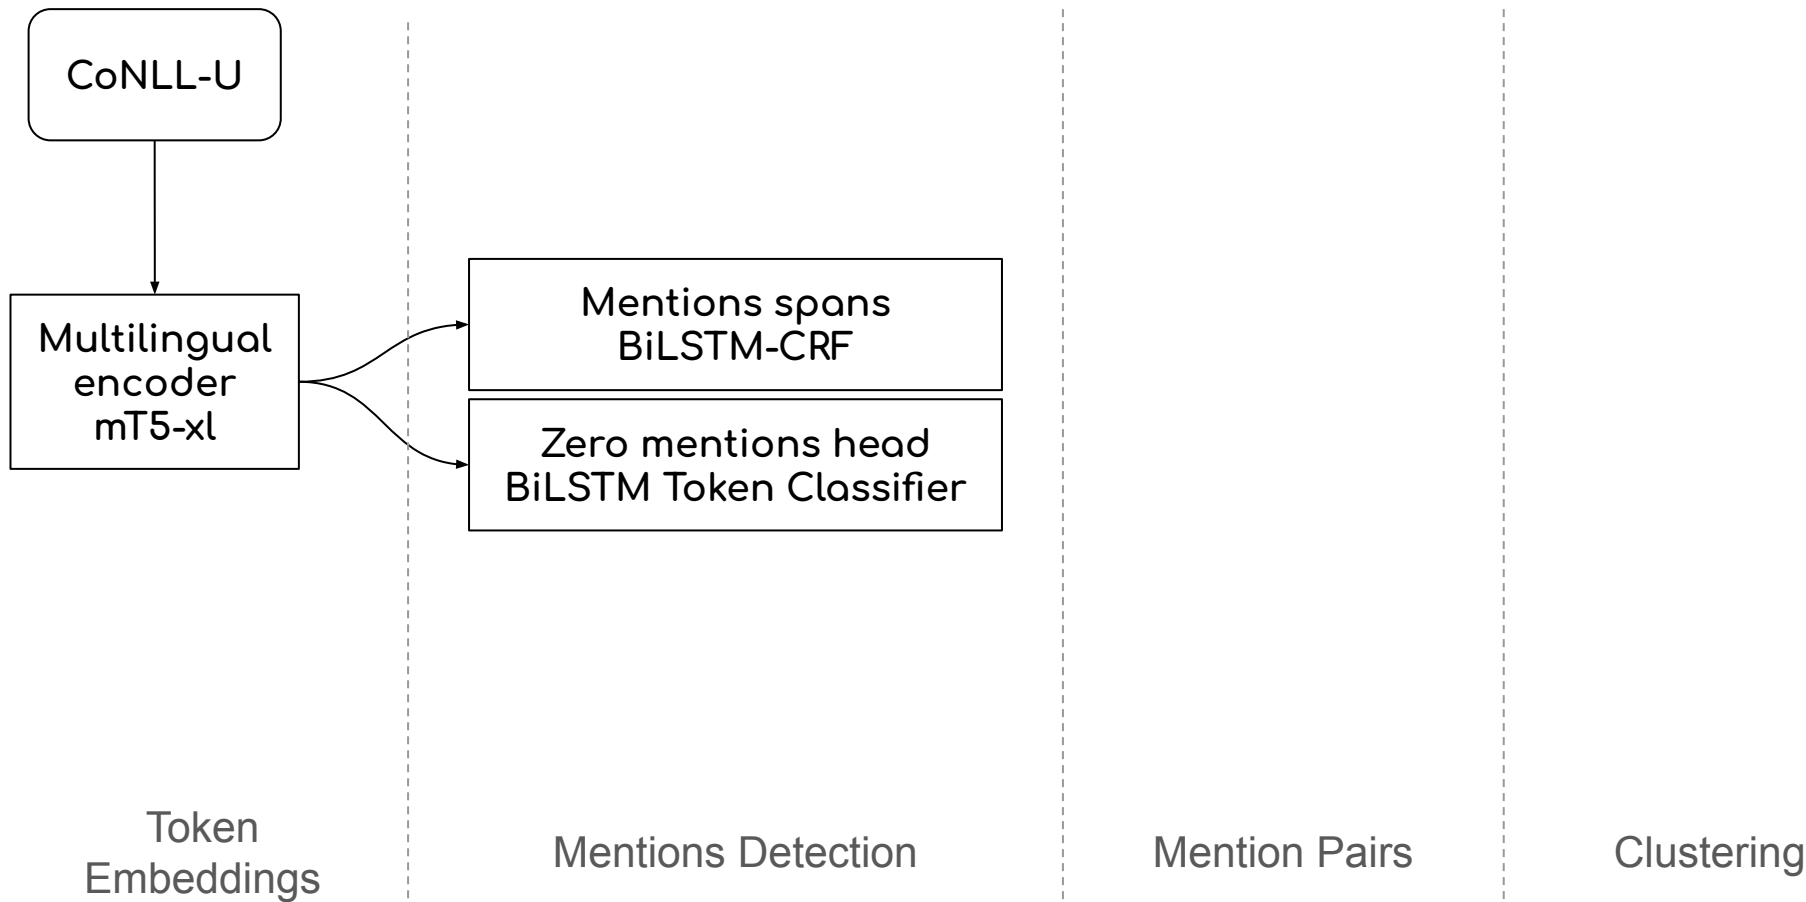 CoNLL-U
Multilingual
encoder
mT5-xl
Mentions spans
BiLSTM-CRF
Zero mentions head
BiLSTM Token Classifier
Token
Embeddings
Mentions Detection
Mention Pairs
Clustering